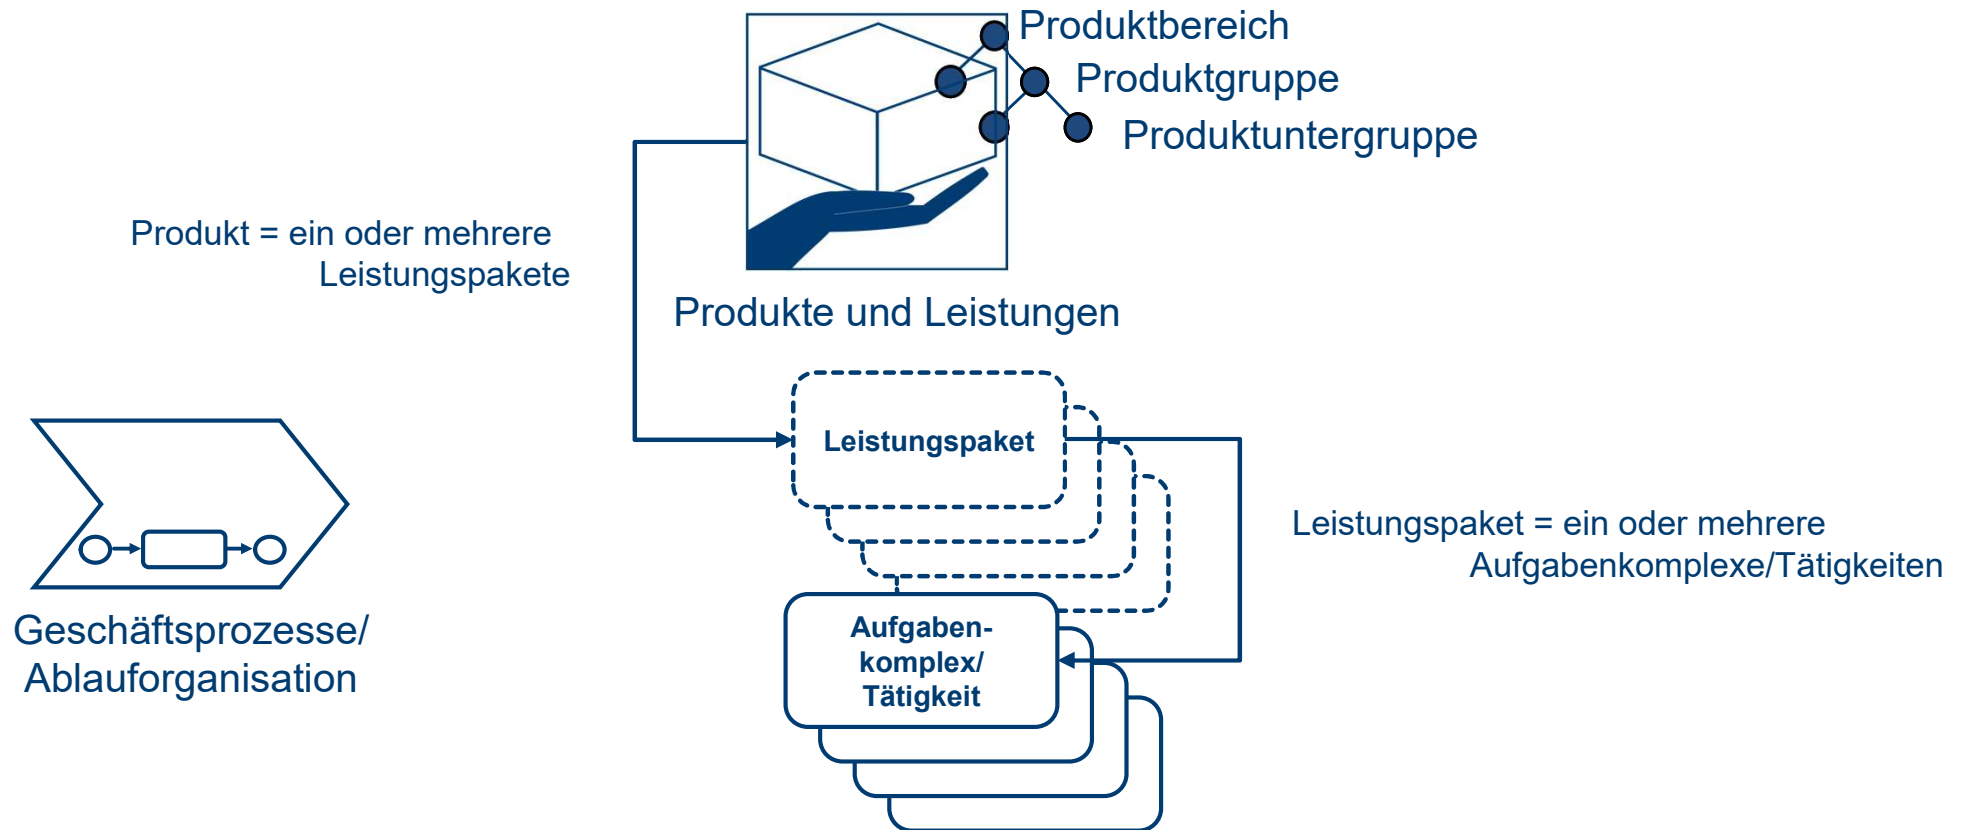 Produktbereich
Produktgruppe
Produktuntergruppe
Produkt = ein oder mehrere
Leistungspakete
Produkte und Leistungen
Leistungspaket
Leistungspaket = ein oder mehrere
Aufgabenkomplexe/Tätigkeiten
Geschäftsprozesse/
Ablauforganisation
Aufgaben-
komplex/
Tätigkeit